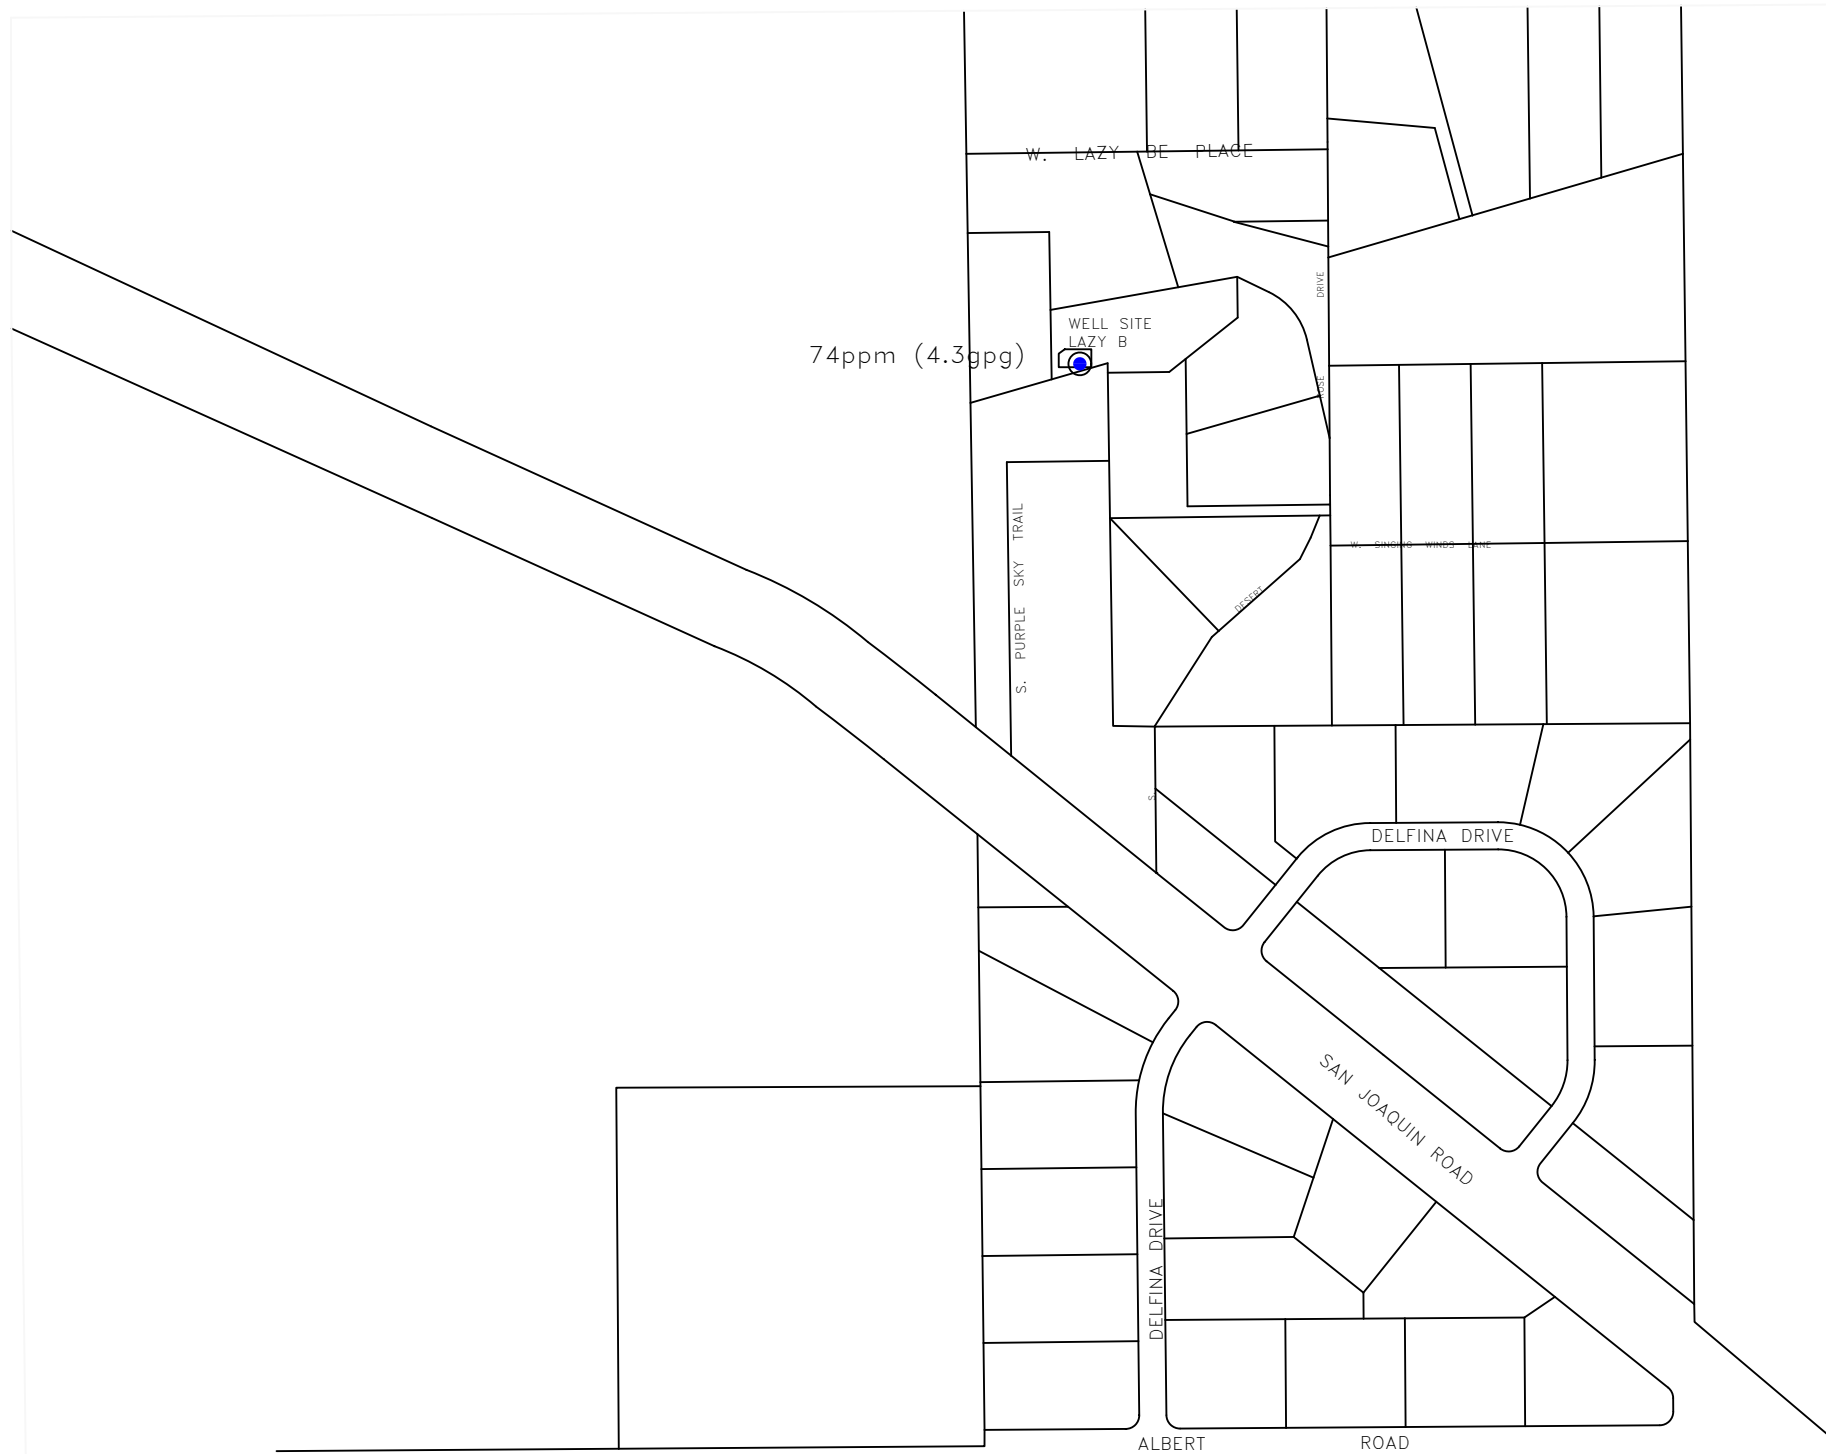 W. LAZY BE PLACE
DRIVE
WELL SITE
LAZY B
74ppm (4.3gpg)
ROSE
S. PURPLE SKY TRAIL
W. SINGING WINDS LANE
DESERT
S.
DELFINA DRIVE
SAN JOAQUIN ROAD
DELFINA DRIVE
ALBERT ROAD